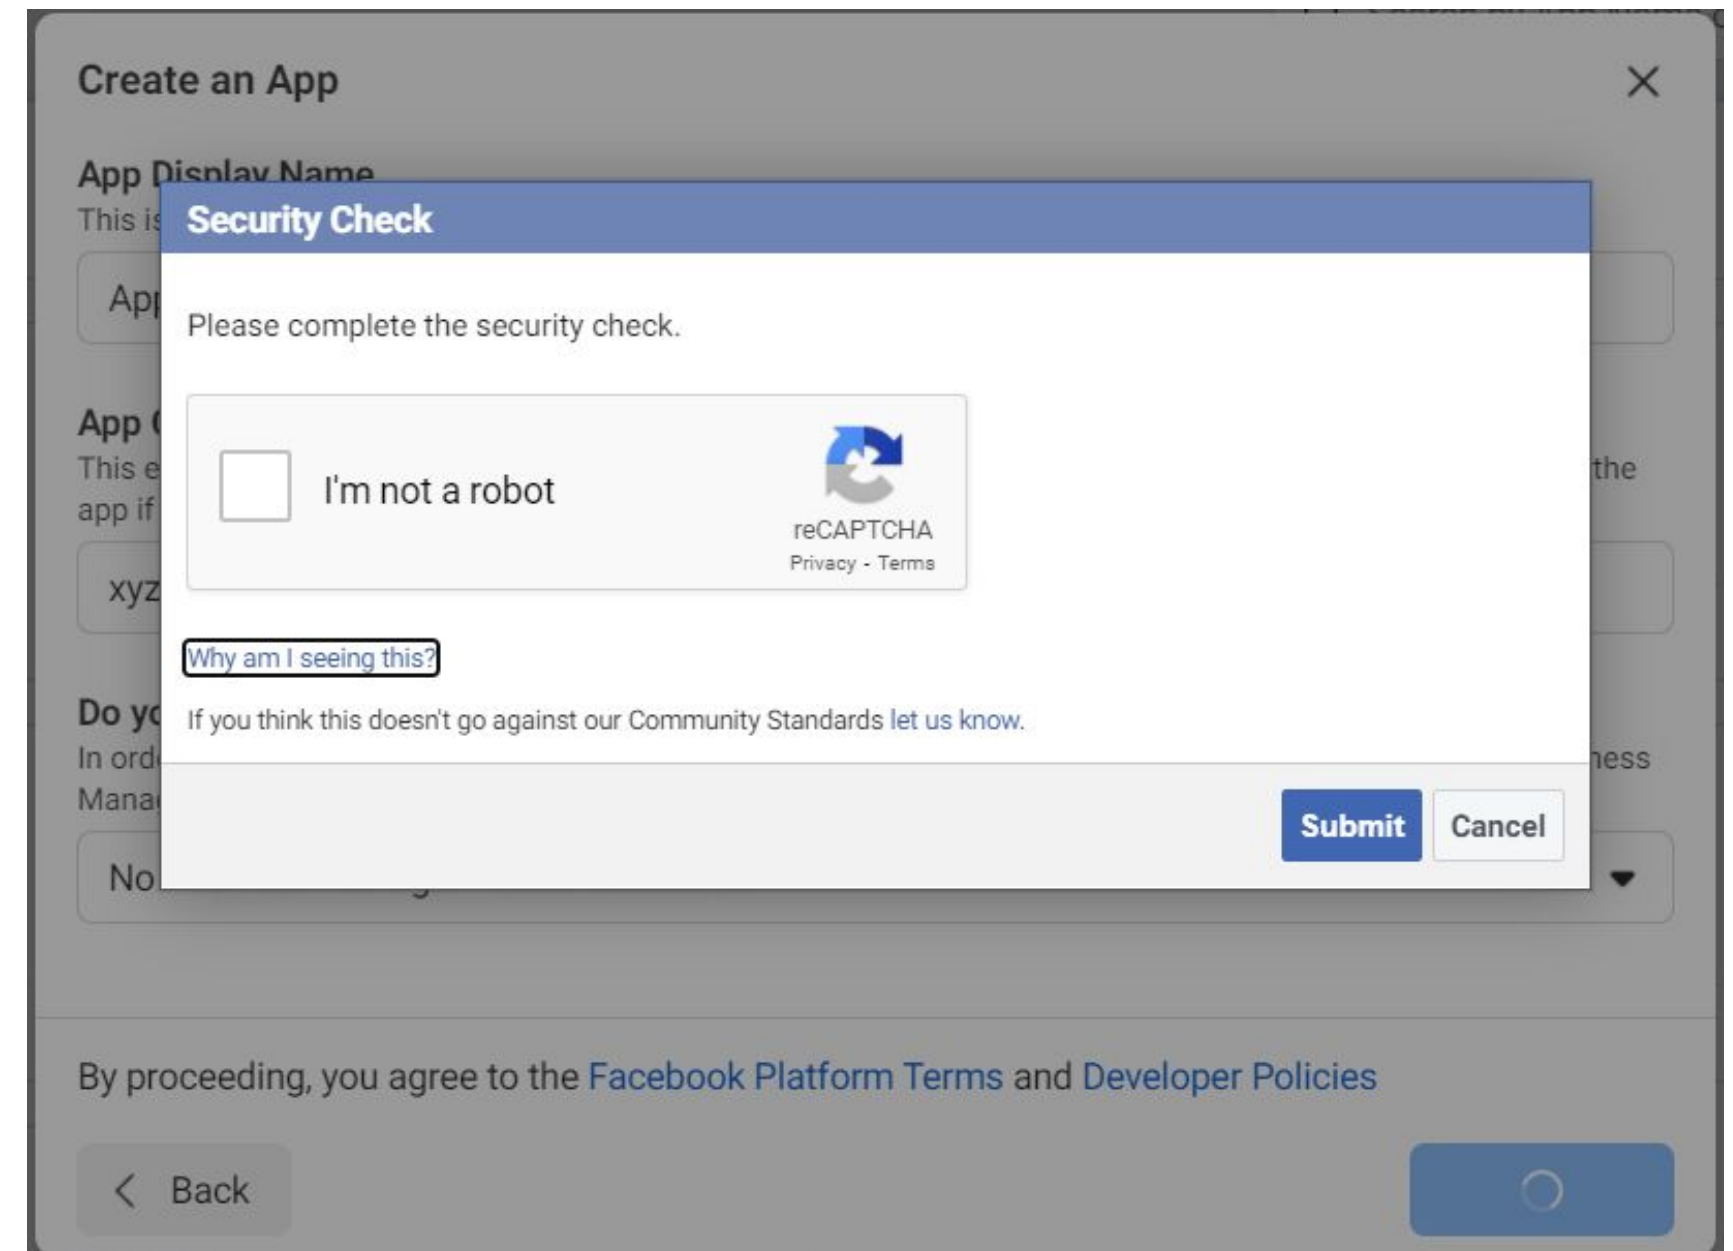 Create an App
App Display Name
This is
App
Security Check
Please complete the security check.
I'm not a robot
reCAPTCHA
Privacy - Terms
App
This e
the
app if
xyz
Why am I seeing this?
Do yo
If you think this doesn't go against our Community Standards let us know.
In orde
ness
Mana
Submit Cancel
No
By proceeding, you agree to the Facebook Platform Terms and Developer Policies
Back